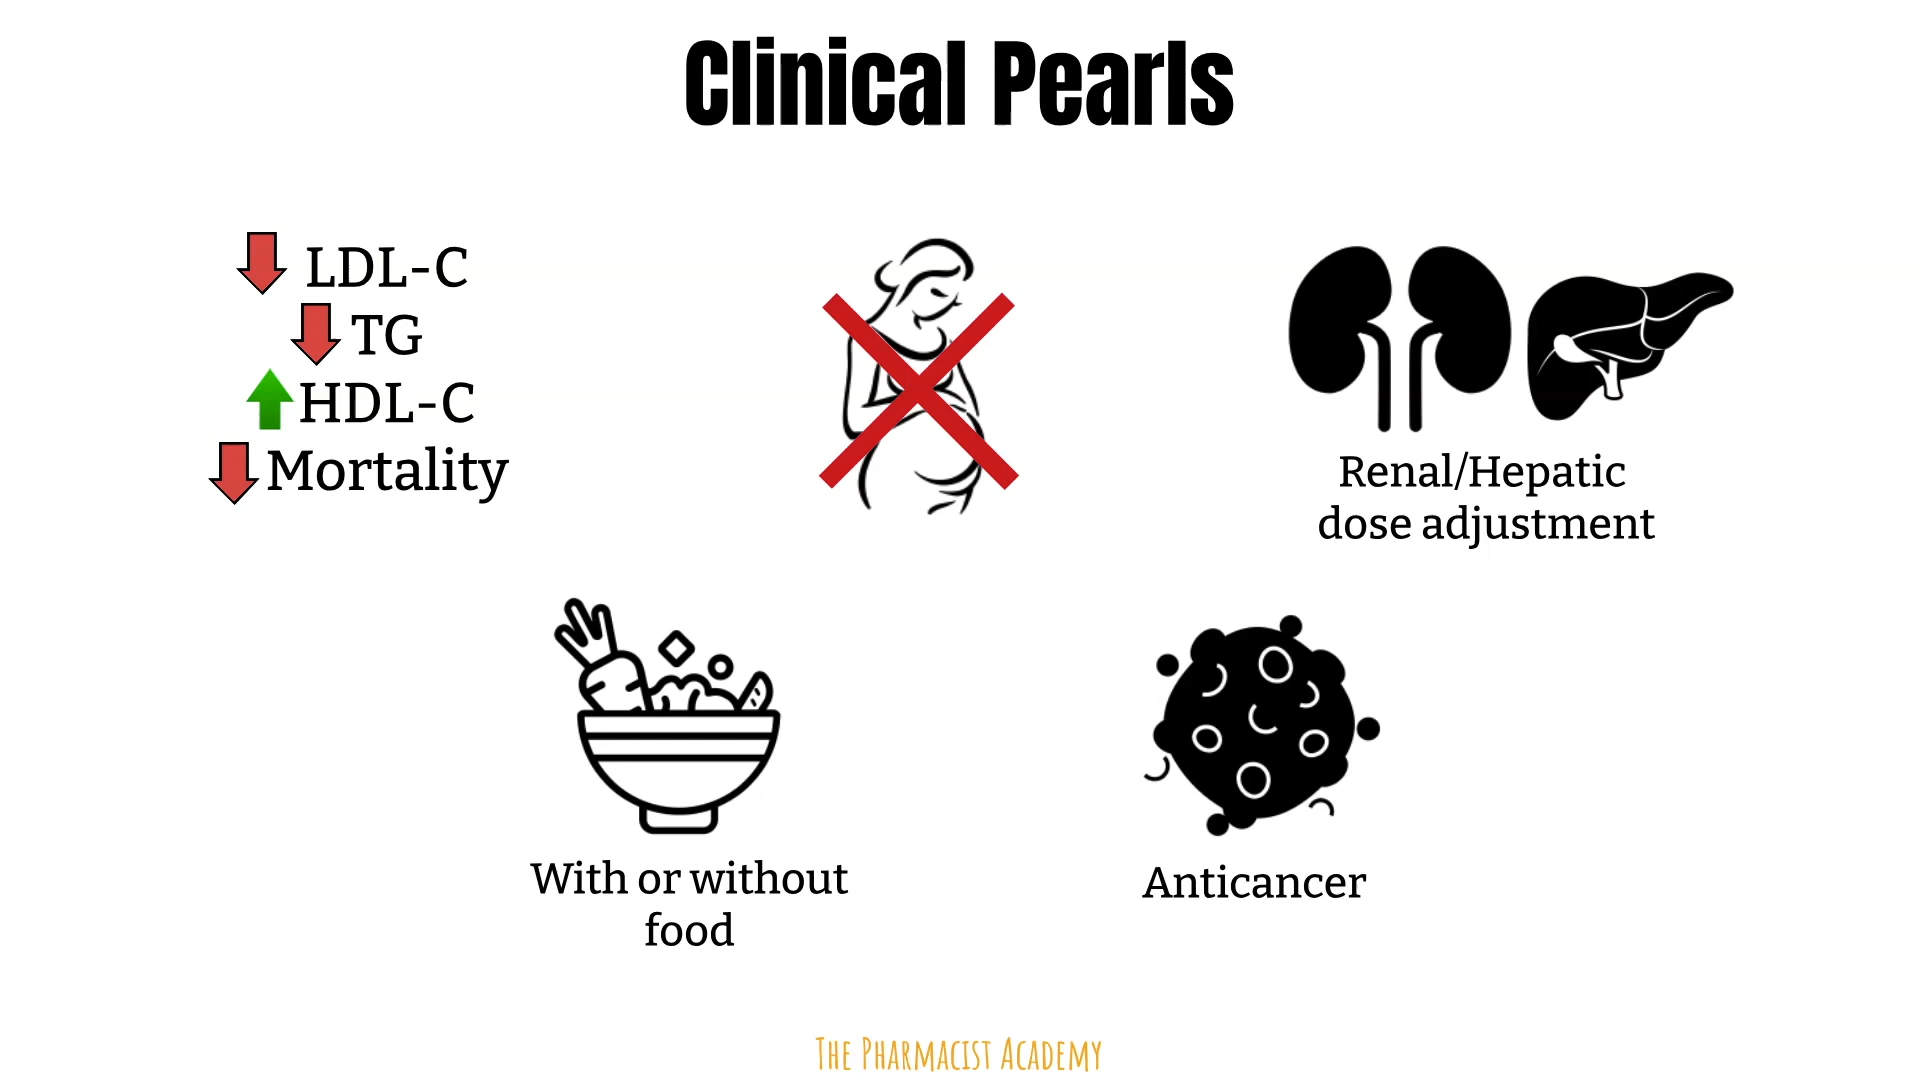 Clinical Pearls
LDL-C
TG
HDL-C
Mortality
Renal/Hepatic
dose adjustment
With or without
food
Anticancer
The Pharmacist Academy